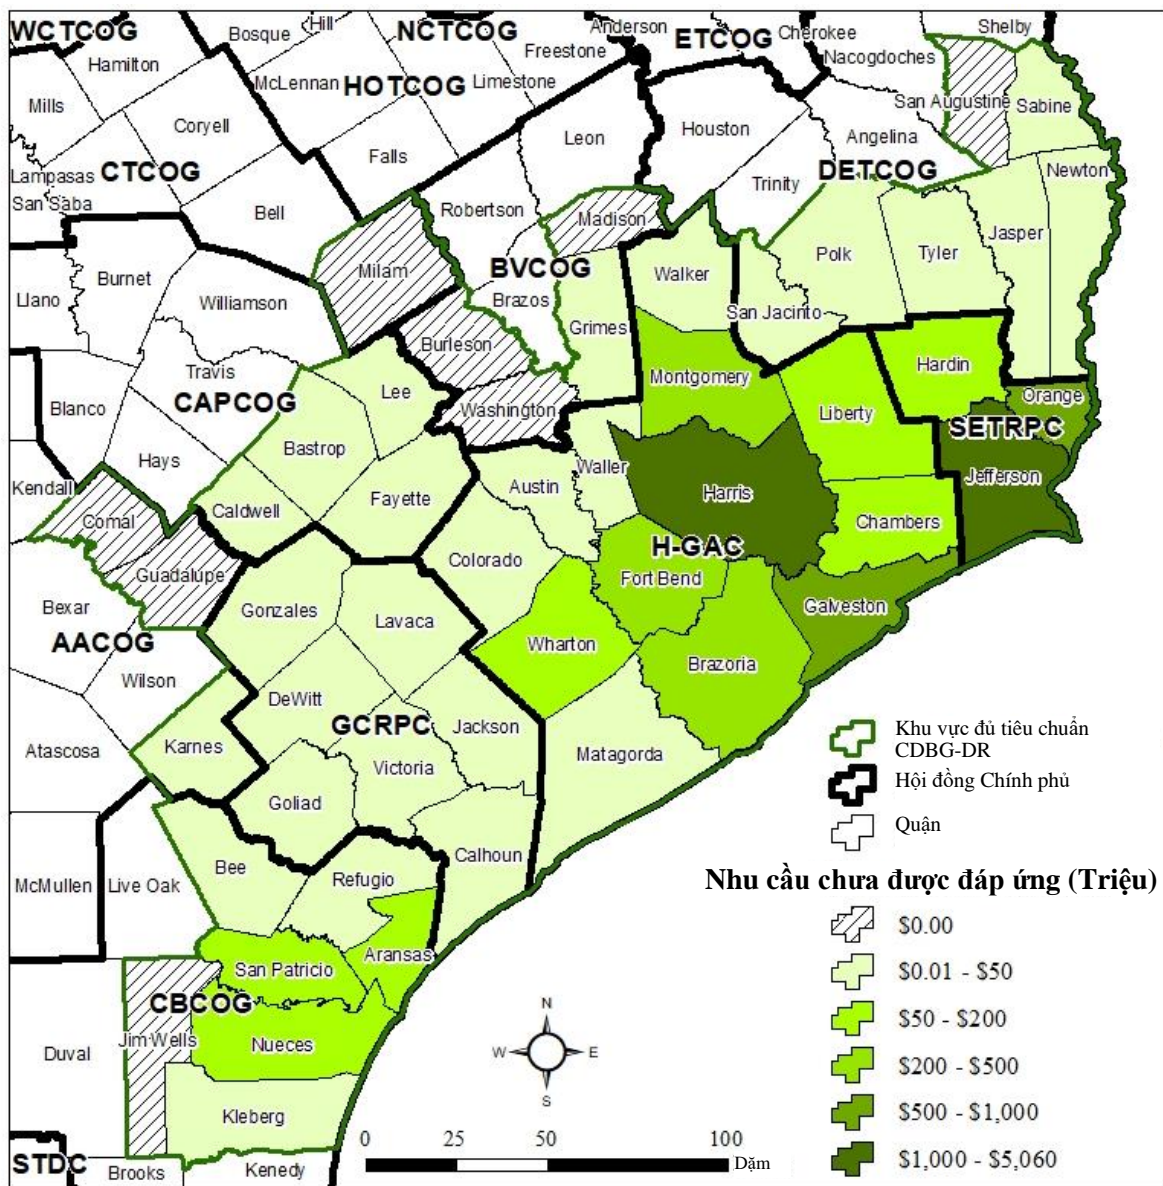 WCTCOG
Bosque
Hill
NCTCOG
Anderson
ETCOG
Cherokee
Shelby
Hamilton
McLennan
HOTCOG
Limestone
Freestone
Nacogdoches
Mills
Coryell
Leon
Houston
San Augustine
Sabine
Angelina
Falls
Lampasas
CTCOG
San Saba
Bell
Robertson
Madison
Trinity
DETCOG
Newton
Jasper
Burnet
Milam
BVCOG
Walker
Polk
Tyler
Llano
Williamson
Brazos
San Jacinto
Grimes
Burleson
Travis
Lee
Montgomery
Hardin
CAPCOG
Blanco
Washington
Liberty
Orange
SETRPC
Bastrop
Hays
Waller
Jefferson
Kendall
Fayette
Austin
Harris
Caldwell
Comal
Chambers
H-GAC
Colorado
Guadalupe
Fort Bend
Bexar
Gonzales
Lavaca
Galveston
AACOG
Wharton
Brazoria
Wilson
DeWitt
GCRPC
Jackson
Karnes
Atascosa
Victoria
Matagorda
Goliad
Calhoun
Bee
Refugio
McMullen
Live Oak
Aransas
San Patricio
CBCOG
Jim Wells
Nueces
Duval
Kleberg
STDC
Brooks
Kenedy
N
W
E
S
0
25
50
100
Dặm
Khu vực đủ tiêu chuẩn
CDBG-DR
Hội đồng Chính phủ
Quận
Nhu cầu chưa được đáp ứng (Triệu)
$0.00
$0.01 - $50
$50 - $200
$200 - $500
$500 - $1,000
$1,000 - $5,060